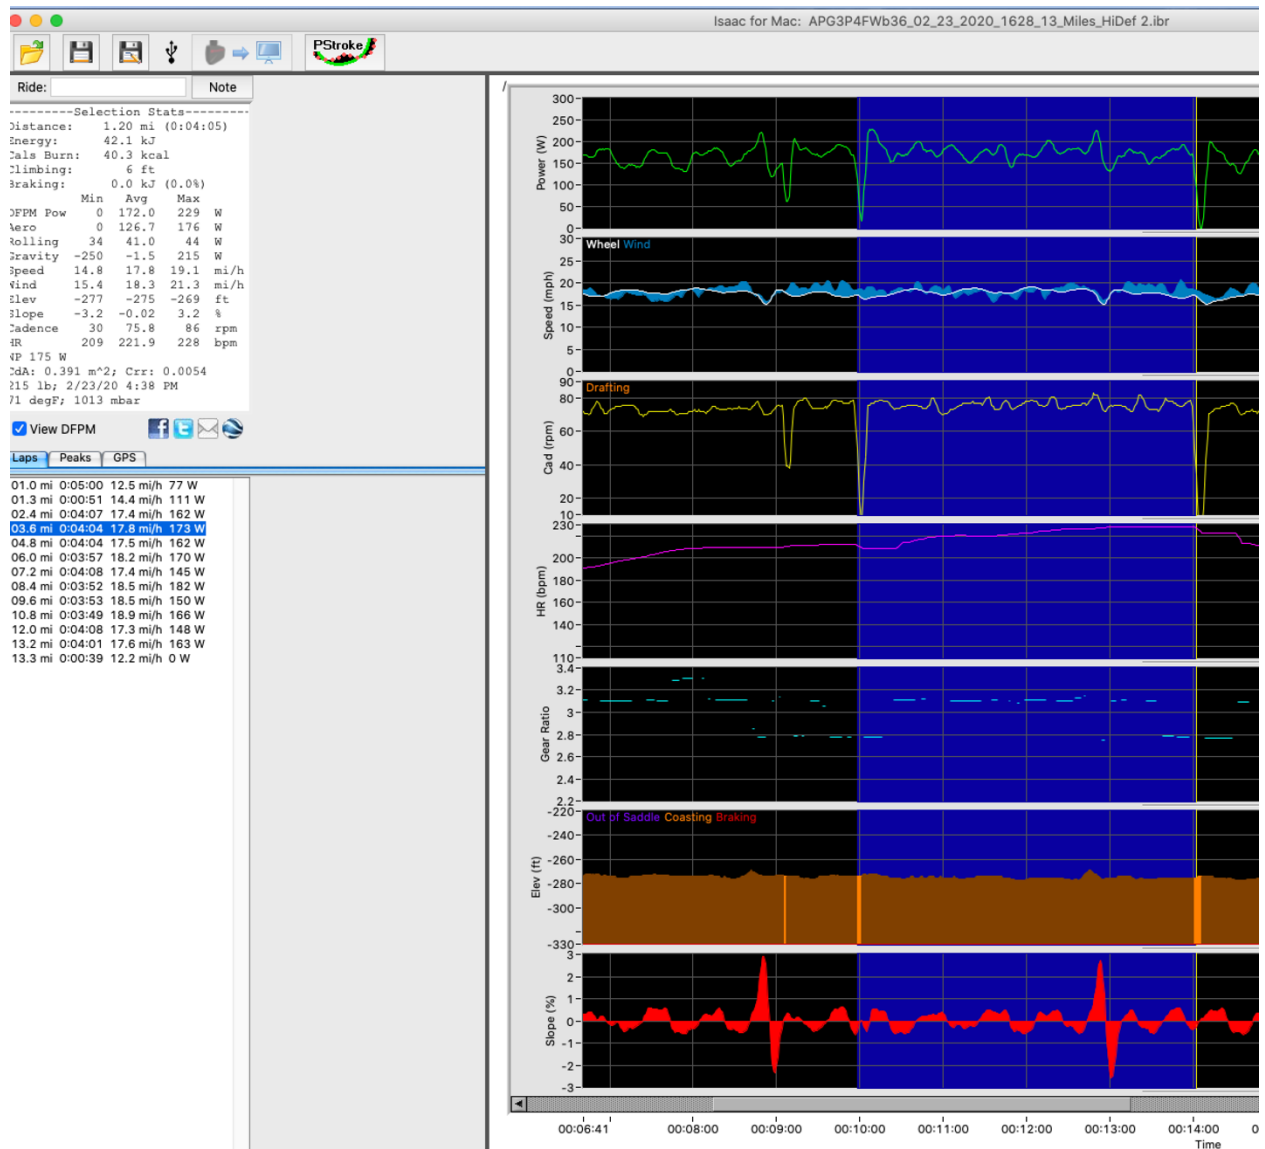 Isaac for Mac:  APG3P4FWb36_02_23_2020_1628_13_Miles_HiDef 2.ibr
PStroke
Ride:
Note
---------Selection Stats---------
Distance: 1.20 mi (0:04:05)
Energy: 42.1 kJ
Cals Burn: 40.3 kcal
Climbing: 6 ft
Braking: 0.0 kJ (0.0%)
Min Avg Max
DFPM Pow 0 172.0 229 W
Aero 0 126.7 176 W
Rolling 34 41.0 44 W
Gravity -250 -1.5 215 W
Speed 14.8 17.8 19.1 mi/h
Wind 15.4 18.3 21.3 mi/h
Elev -277 -275 -269 ft
Slope -3.2 -0.02 3.2 %
Cadence 30 75.8 86 rpm
HR 209 221.9 228 bpm
NP 175 W
CdA: 0.391 m^2; Crr: 0.0054
215 lb; 2/23/20 4:38 PM
71 degF; 1013 mbar
View DFPM
Laps Peaks GPS
01.0 mi 0:05:00 12.5 mi/h 77 W
01.3 mi 0:00:51 14.4 mi/h 111 W
02.4 mi 0:04:07 17.4 mi/h 162 W
03.6 mi 0:04:04 17.8 mi/h 173 W
04.8 mi 0:04:04 17.5 mi/h 162 W
06.0 mi 0:03:57 18.2 mi/h 170 W
07.2 mi 0:04:08 17.4 mi/h 145 W
08.4 mi 0:03:52 18.5 mi/h 182 W
09.6 mi 0:03:53 18.5 mi/h 150 W
10.8 mi 0:03:49 18.9 mi/h 166 W
12.0 mi 0:04:08 17.3 mi/h 148 W
13.2 mi 0:04:01 17.6 mi/h 163 W
13.3 mi 0:00:39 12.2 mi/h 0 W
/
Power (W)
300
250
200
150
100
50
0
Speed (mph)
Wheel Wind
30
25
20
15
10
5
0
Cad (rpm)
Drafting
90
80
60
40
20
10
HR (bpm)
230
200
180
160
140
110
Gear Ratio
3.4
3.2
3
2.8
2.6
2.4
2.2
Elev (ft)
Out of Saddle Coasting Braking
-220
-240
-260
-280
-300
-330
Slope (%)
3
2
1
0
-1
-2
-3
00:06:41 00:08:00 00:09:00 00:10:00 00:11:00 00:12:00 00:13:00 00:14:00 0
Time